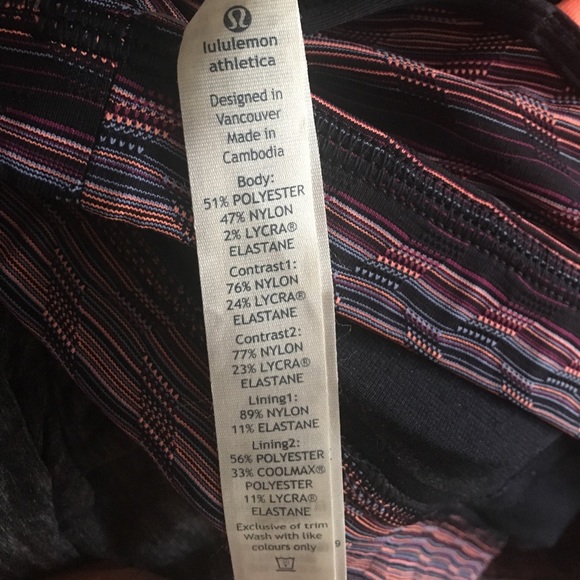 lululemon
athletica
Designed in
Vancouver
Made in
Cambodia
Body:
51% POLYESTER
47% NYLON
2% LYCRA®
ELASTANE
Contrast1:
76% NYLON
24% LYCRA®
ELASTANE
Contrast2:
77% NYLON
23% LYCRA®
ELASTANE
Lining1:
89% NYLON
11% ELASTANE
Lining2:
56% POLYESTER
33% COOLMAX®
POLYESTER
11% LYCRA®
ELASTANE
Exclusive of trim
Wash with like
colours only
9